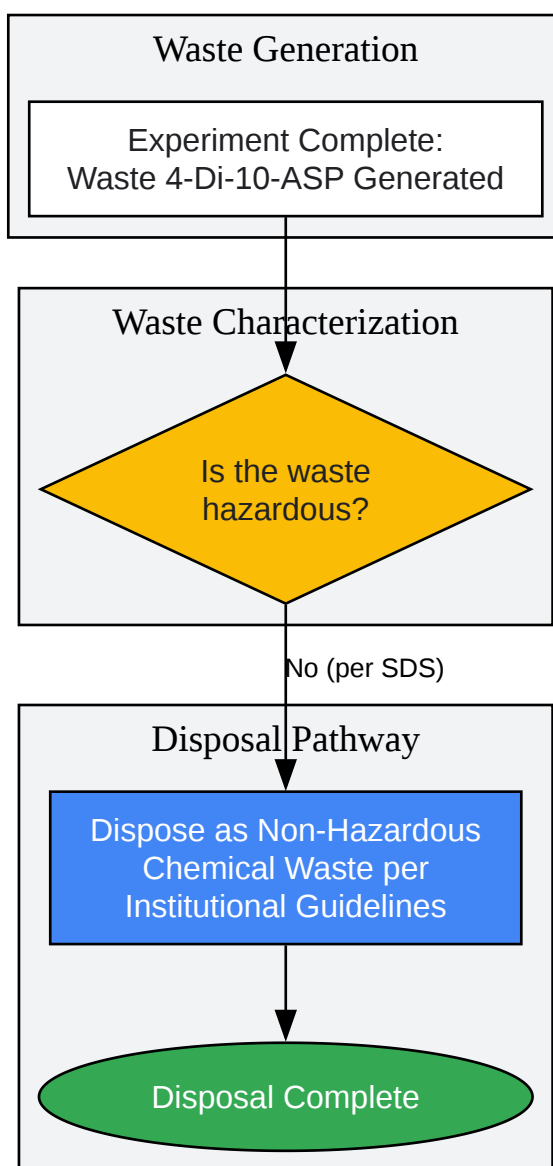 Waste Generation
Experiment Complete:
Waste 4-Di-10-ASP Generated
Waste Characterization
Is the waste
hazardous?
No (per SDS)
Disposal Pathway
Dispose as Non-Hazardous
Chemical Waste per
Institutional Guidelines
Disposal Complete